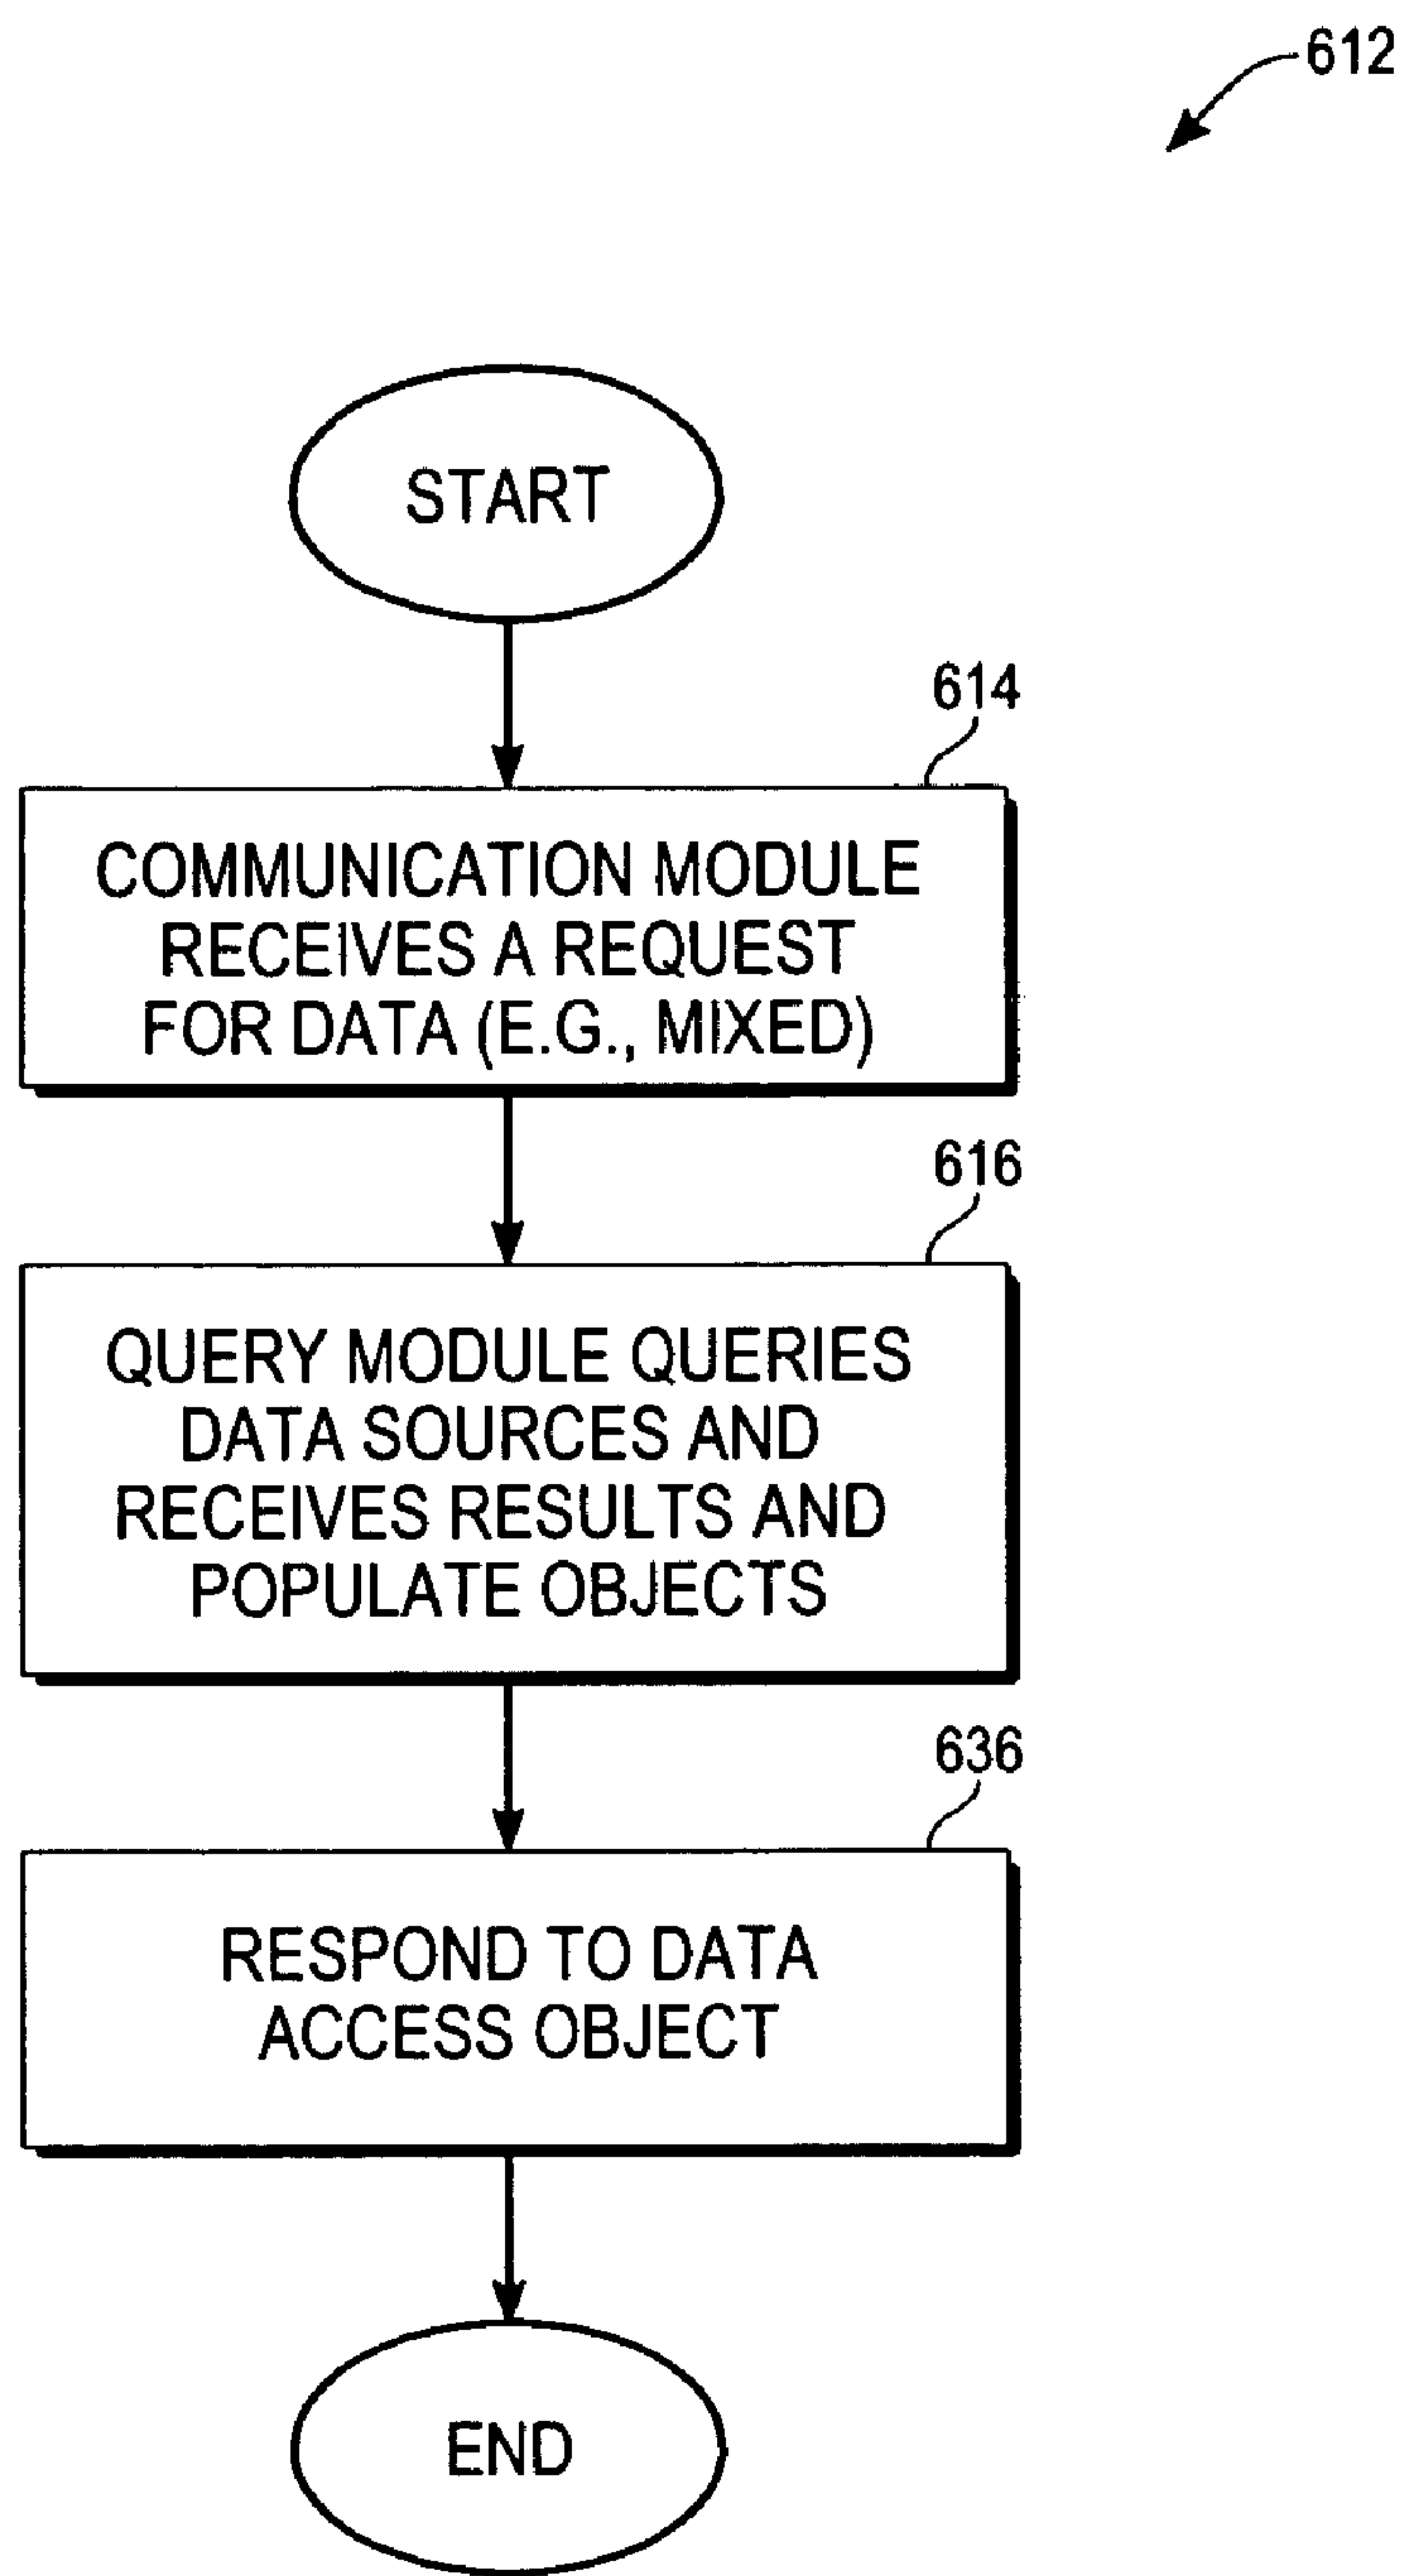 612
START
614
COMMUNICATION MODULE
RECEIVES A REQUEST
FOR DATA (E.G., MIXED)
616
QUERY MODULE QUERIES
DATA SOURCES AND
RECEIVES RESULTS AND
POPULATE OBJECTS
636
RESPOND TO DATA
ACCESS OBJECT
END